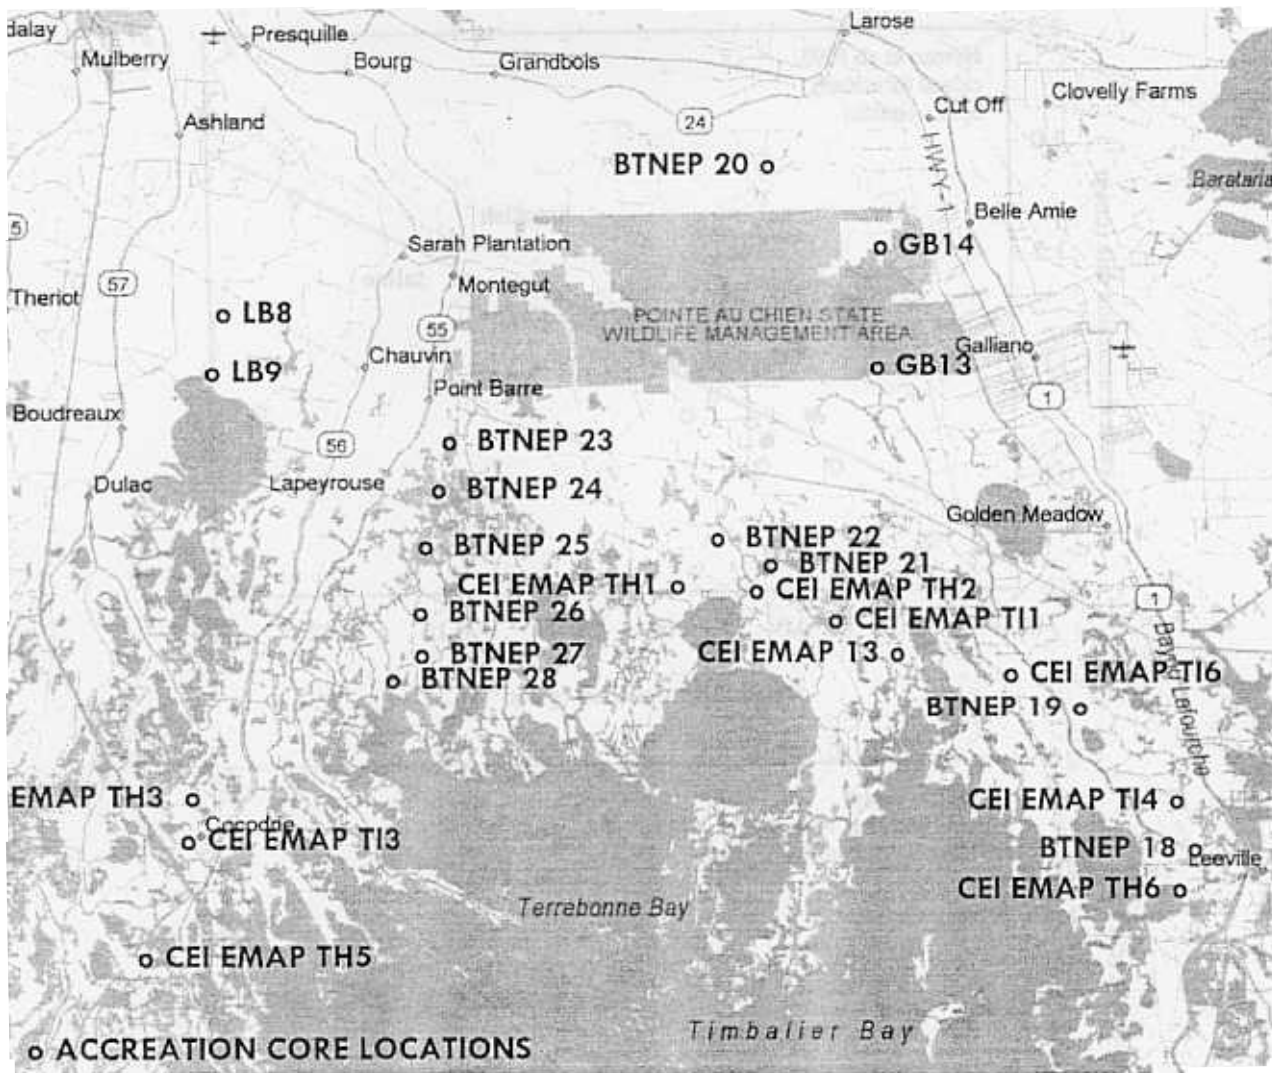 dalay
Presquille
Larose
Mulberry
Bourg
Grandbois
Clovelly Farms
Cut Off
Ashland
24
HWY-1
BTNEP 20
Barataria
5
Belle Amie
Sarah Plantation
GB14
57
Montegut
Theriot
LB8
55
POINTE AU CHIEN STATE
WILDLIFE MANAGEMENT AREA
Galliano
Chauvin
LB9
GB13
Point Barre
1
Boudreaux
56
BTNEP 23
Dulac
Lapeyrouse
BTNEP 24
Golden Meadow
BTNEP 22
BTNEP 25
BTNEP 21
CEI EMAP TH1
CEI EMAP TH2
1
BTNEP 26
CEI EMAP TI1
BTNEP 27
CEI EMAP 13
Bayou Lafourche
BTNEP 28
CEI EMAP TI6
BTNEP 19
EMAP TH3
CEI EMAP TI4
Cocodrie
CEI EMAP TI3
BTNEP 18
Leeville
CEI EMAP TH6
Terrebonne Bay
CEI EMAP TH5
Timbalier Bay
ACCREATION CORE LOCATIONS